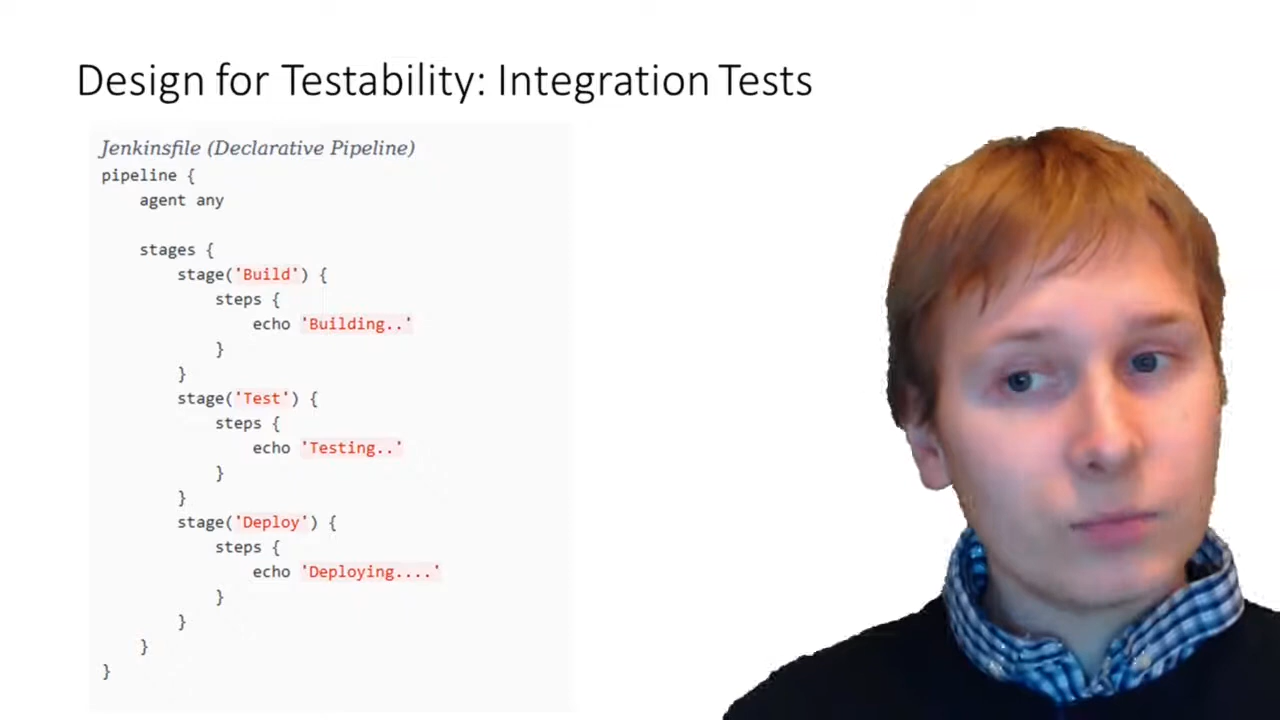 Design for Testability: Integration Tests
Jenkinsfile (Declarative Pipeline)
pipeline {
    agent any

    stages {
        stage('Build') {
            steps {
                echo 'Building..'
            }
        }
        stage('Test') {
            steps {
                echo 'Testing..'
            }
        }
        stage('Deploy') {
            steps {
                echo 'Deploying....'
            }
        }
    }
}